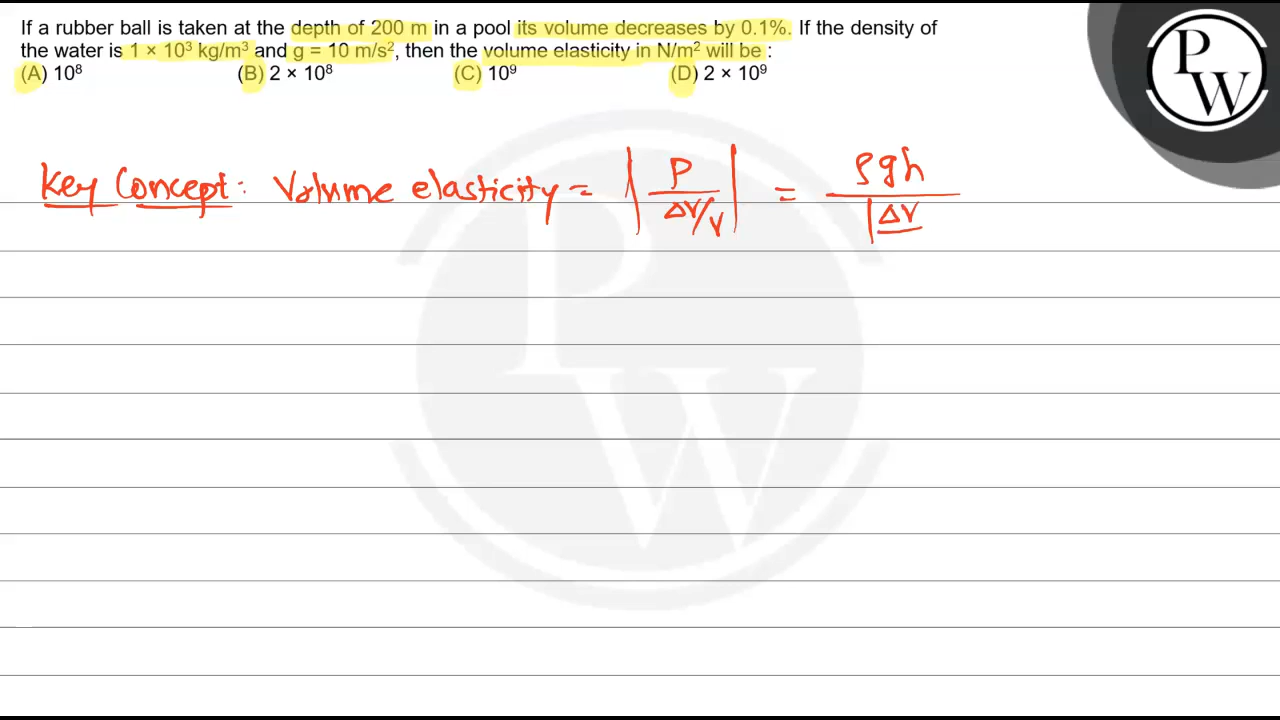 If a rubber ball is taken at the depth of 200 m in a pool its volume decreases by 0.1%. If the density of
the water is 1 × 10³ kg/m³ and g = 10 m/s², then the volume elasticity in N/m² will be :
(A) 10⁸ (B) 2 × 10⁸ (C) 10⁹ (D) 2 × 10⁹
Key Concept: Volume elasticity = | P / ΔV/V | = ρgh / |ΔV
PW
PW